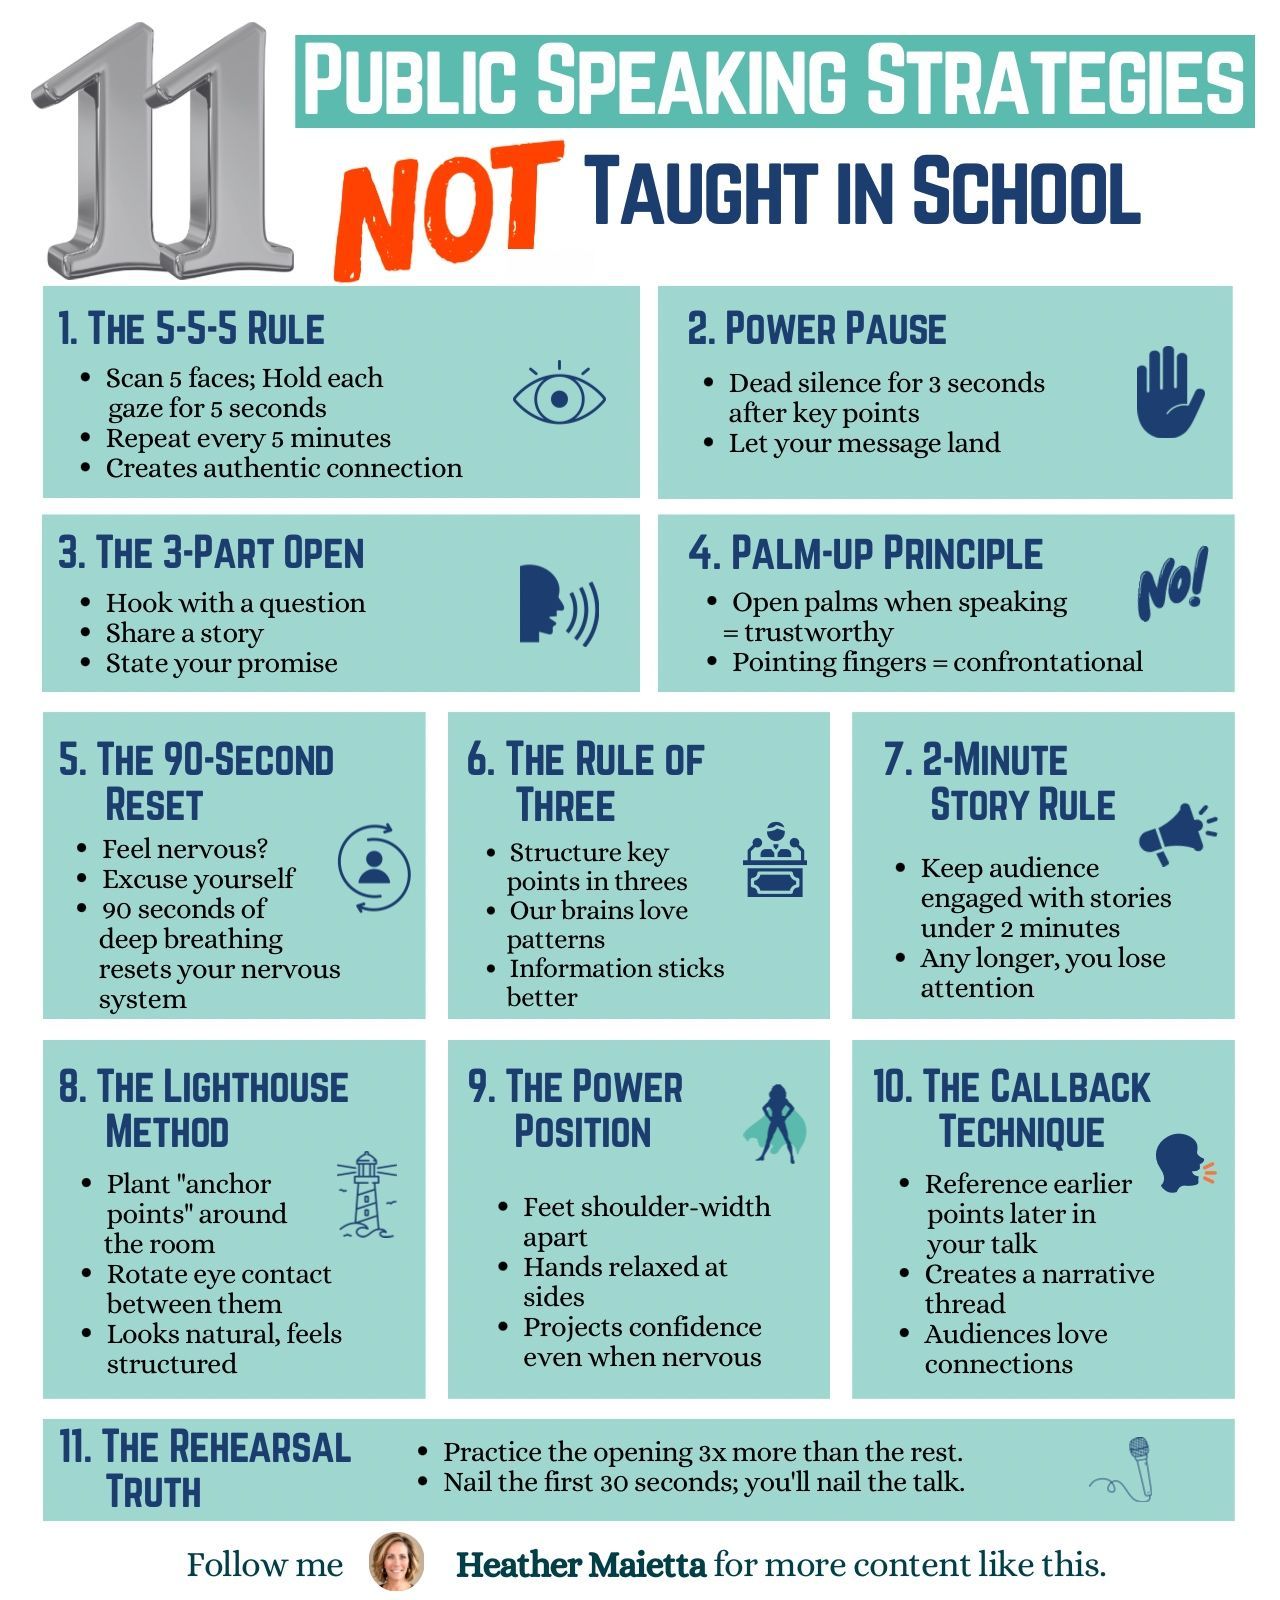 11
Public Speaking Strategies
NOT Taught in School
1. The 5-5-5 Rule
• Scan 5 faces; Hold each
gaze for 5 seconds
• Repeat every 5 minutes
• Creates authentic connection
2. Power Pause
• Dead silence for 3 seconds
after key points
• Let your message land
3. The 3-Part Open
• Hook with a question
• Share a story
• State your promise
4. Palm-up Principle
No!
• Open palms when speaking
= trustworthy
• Pointing fingers = confrontational
5. The 90-Second
Reset
• Feel nervous?
• Excuse yourself
• 90 seconds of
deep breathing
resets your nervous
system
6. The Rule of
Three
• Structure key
points in threes
• Our brains love
patterns
• Information sticks
better
7. 2-Minute
Story Rule
• Keep audience
engaged with stories
under 2 minutes
• Any longer, you lose
attention
8. The Lighthouse
Method
• Plant "anchor
points" around
the room
• Rotate eye contact
between them
• Looks natural, feels
structured
9. The Power
Position
• Feet shoulder-width
apart
• Hands relaxed at
sides
• Projects confidence
even when nervous
10. The Callback
Technique
• Reference earlier
points later in
your talk
• Creates a narrative
thread
• Audiences love
connections
11. The Rehearsal
Truth
• Practice the opening 3x more than the rest.
• Nail the first 30 seconds; you'll nail the talk.
Follow me Heather Maietta for more content like this.